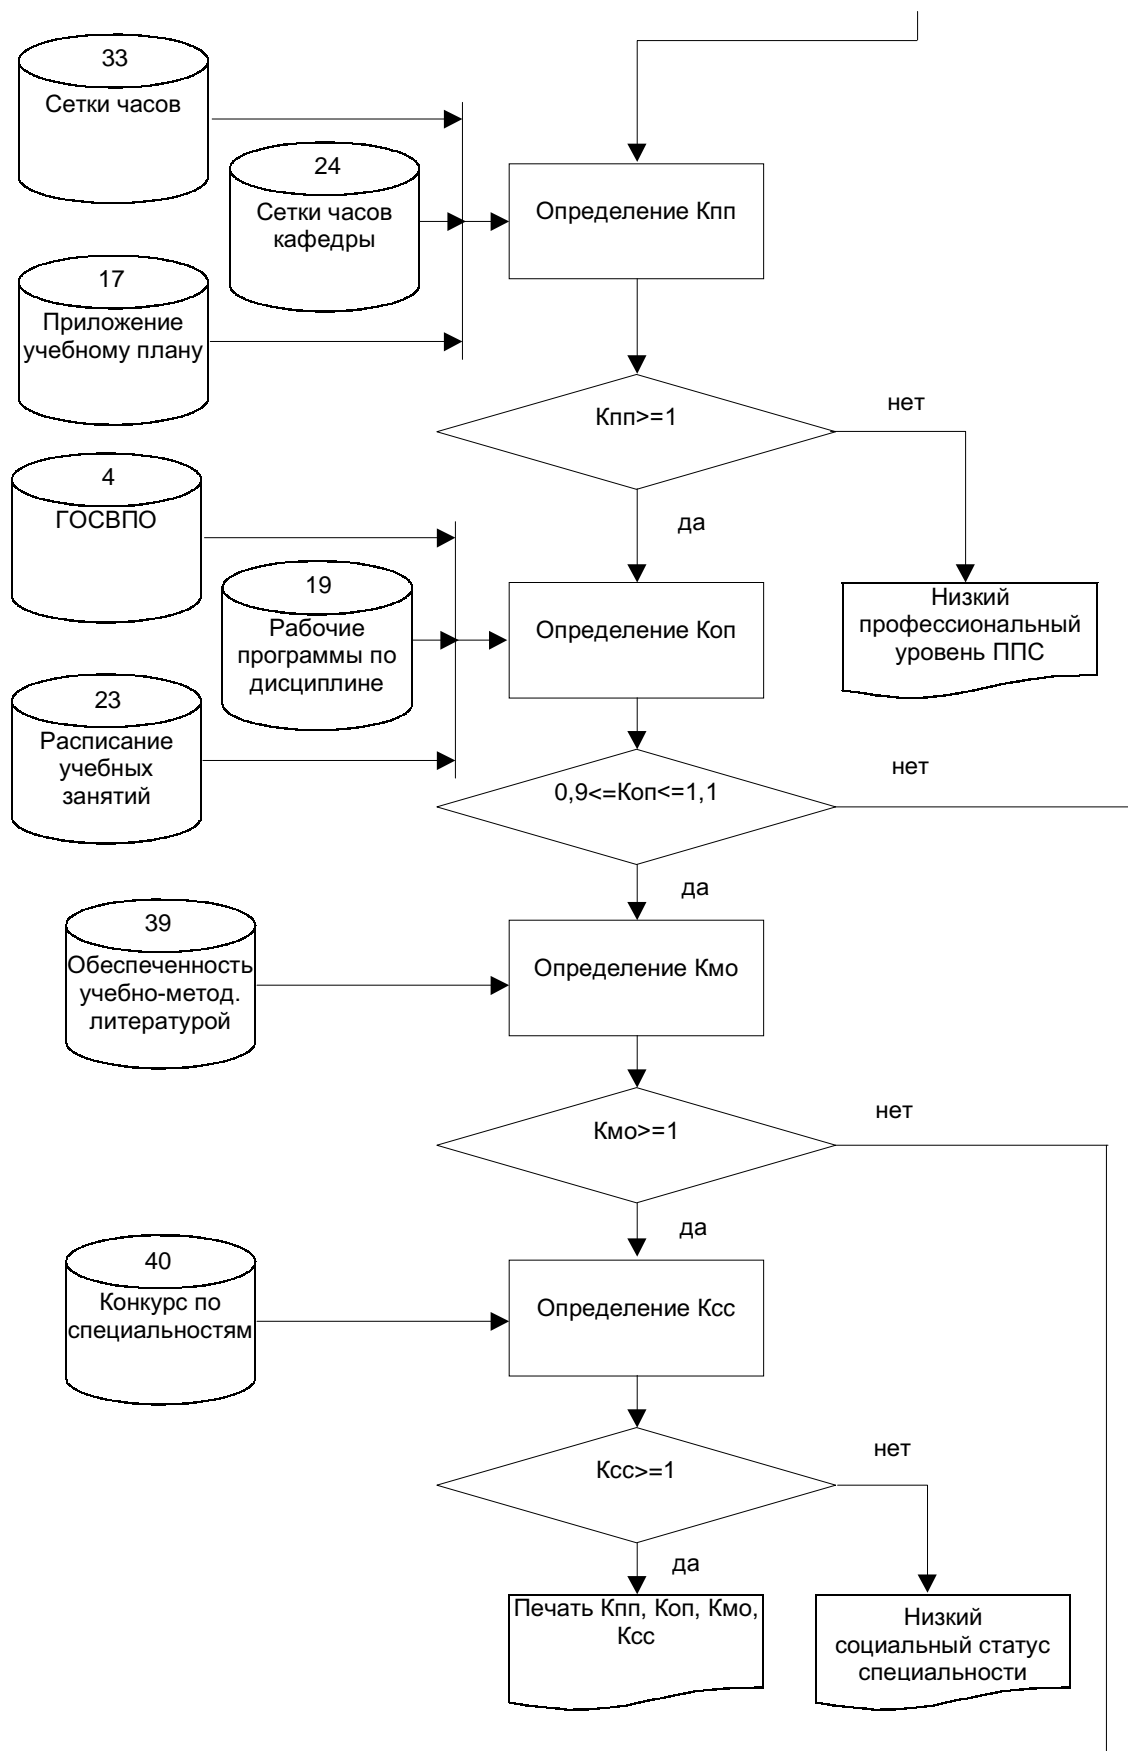 33
Сетки часов
24
Сетки часов
кафедры
Определение Кпп
17
Приложение
учебному плану
Кпп>=1
нет
да
4
ГОСВПО
19
Рабочие
программы по
дисциплине
Определение Коп
Низкий
профессиональный
уровень ППС
23
Расписание
учебных
занятий
0,9<=Коп<=1,1
нет
да
39
Обеспеченность
учебно-метод.
литературой
Определение Кмо
Кмо>=1
нет
да
40
Конкурс по
специальностям
Определение Ксс
Ксс>=1
нет
да
Печать Кпп, Коп, Кмо,
Ксс
Низкий
социальный статус
специальности